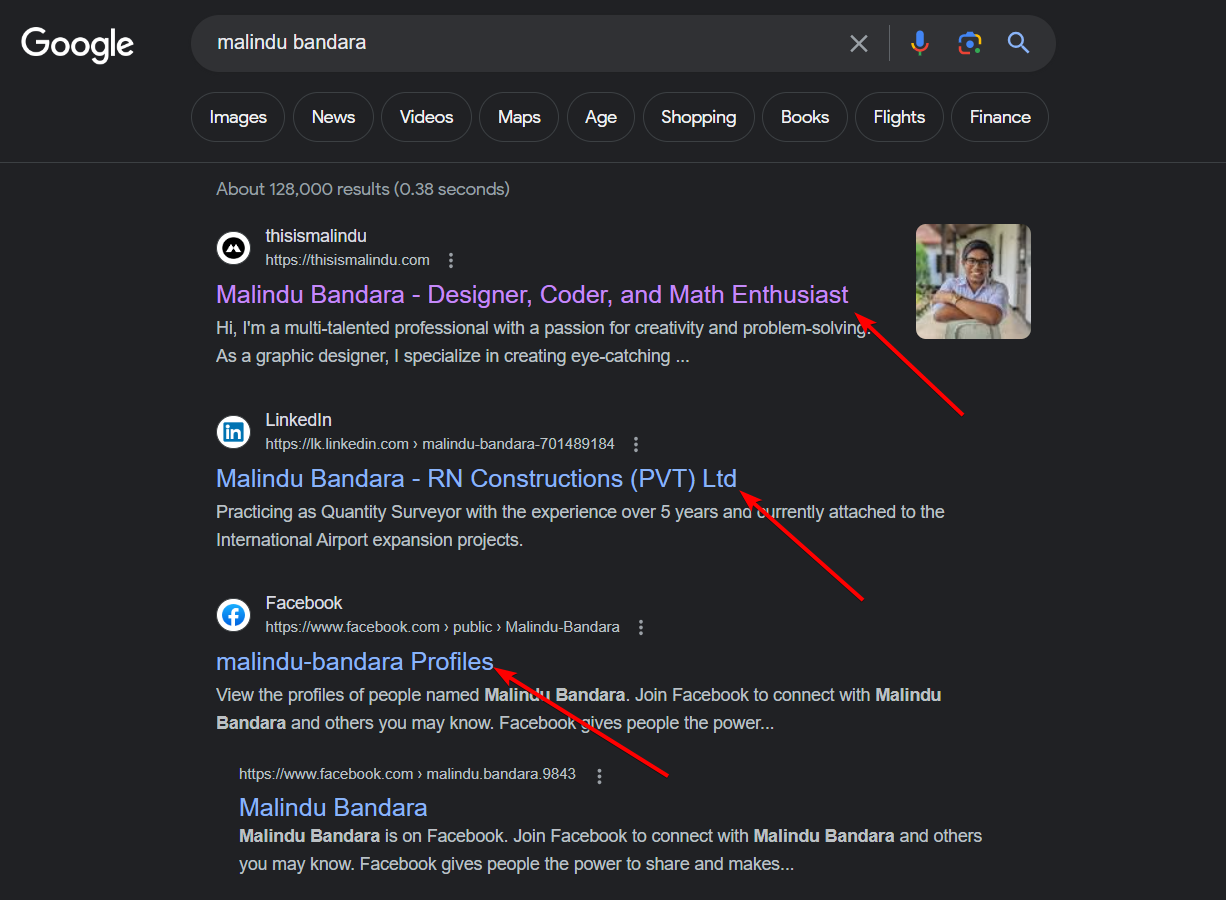 Google
malindu bandara
Images
News
Videos
Maps
Age
Shopping
Books
Flights
Finance
About 128,000 results (0.38 seconds)
thisismalindu
https://thisismalindu.com
Malindu Bandara - Designer, Coder, and Math Enthusiast
Hi, I'm a multi-talented professional with a passion for creativity and problem-solving.
As a graphic designer, I specialize in creating eye-catching ...
in
LinkedIn
https://lk.linkedin.com › malindu-bandara-701489184
Malindu Bandara - RN Constructions (PVT) Ltd
Practicing as Quantity Surveyor with the experience over 5 years and currently attached to the
International Airport expansion projects.
Facebook
https://www.facebook.com › public › Malindu-Bandara
malindu-bandara Profiles
View the profiles of people named Malindu Bandara. Join Facebook to connect with Malindu
Bandara and others you may know. Facebook gives people the power...
https://www.facebook.com › malindu.bandara.9843
Malindu Bandara
Malindu Bandara is on Facebook. Join Facebook to connect with Malindu Bandara and others
you may know. Facebook gives people the power to share and makes...